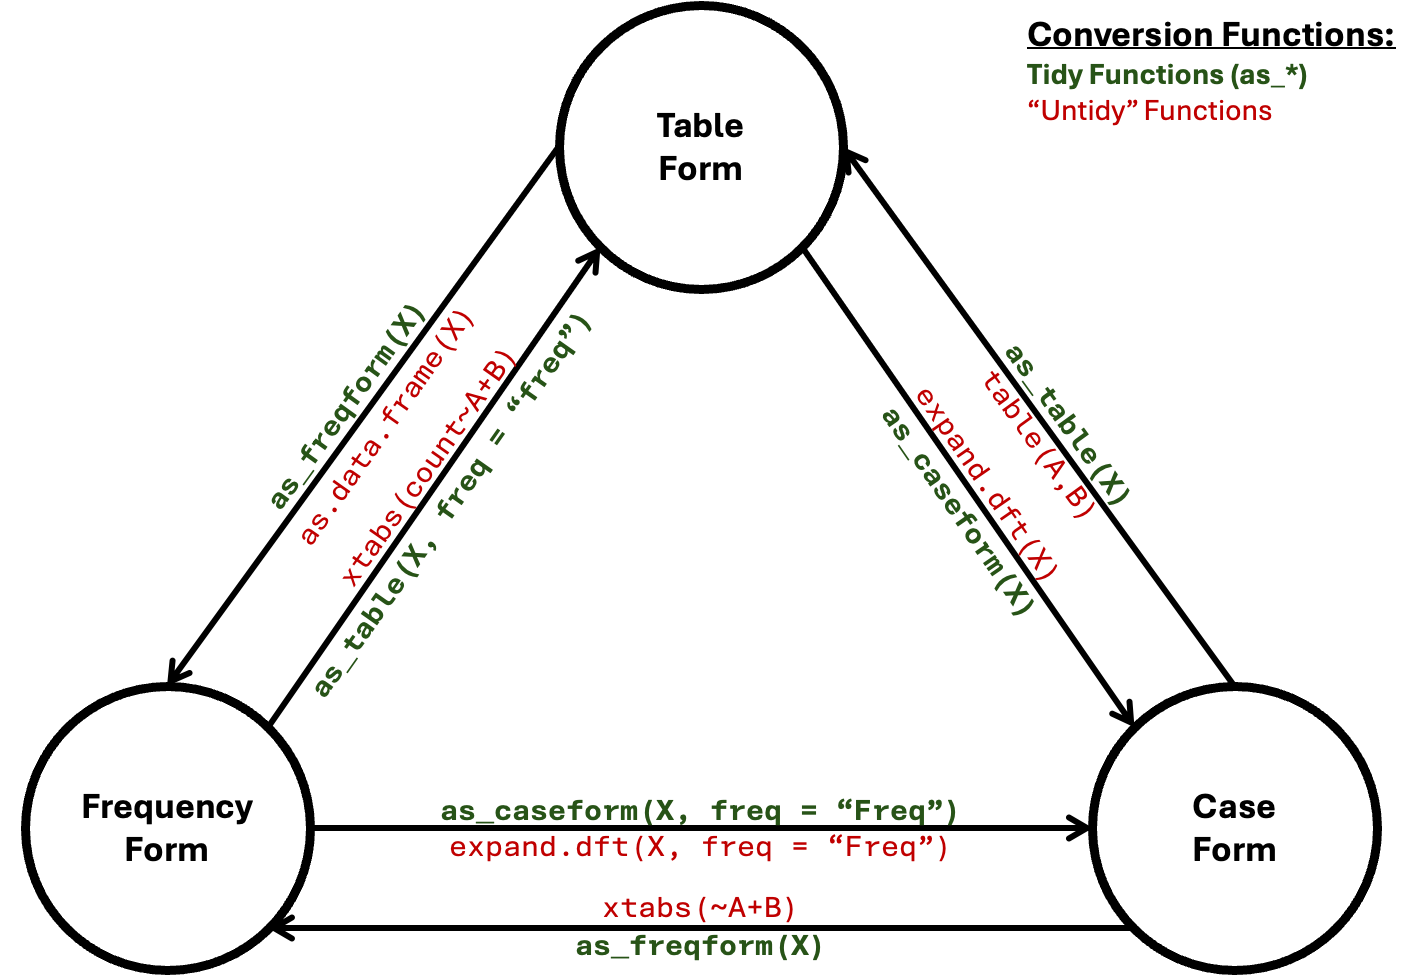 Conversion Functions:
Tidy Functions (as_*)
“Untidy” Functions
Table
Form
as_freqform(X)
as.data.frame(X)
xtabs(count~A+B)
as_table(X, freq = “freq”)
as_table(X)
table(A,B)
expand.dft(X)
as_caseform(X)
Frequency
Form
as_caseform(X, freq = “Freq”)
expand.dft(X, freq = “Freq”)
xtabs(~A+B)
as_freqform(X)
Case
Form